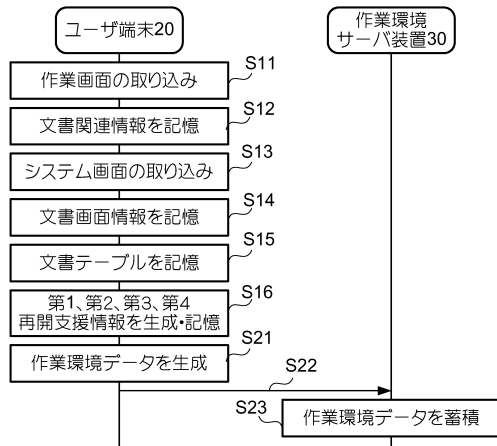 ユーザ端末20
作業環境
サーバ装置30
S11
作業画面の取り込み
S12
文書関連情報を記憶
S13
システム画面の取り込み
S14
文書画面情報を記憶
S15
文書テーブルを記憶
S16
第1、第2、第3、第4
再開支援情報を生成・記憶
S21
作業環境データを生成
S22
S23
作業環境データを蓄積